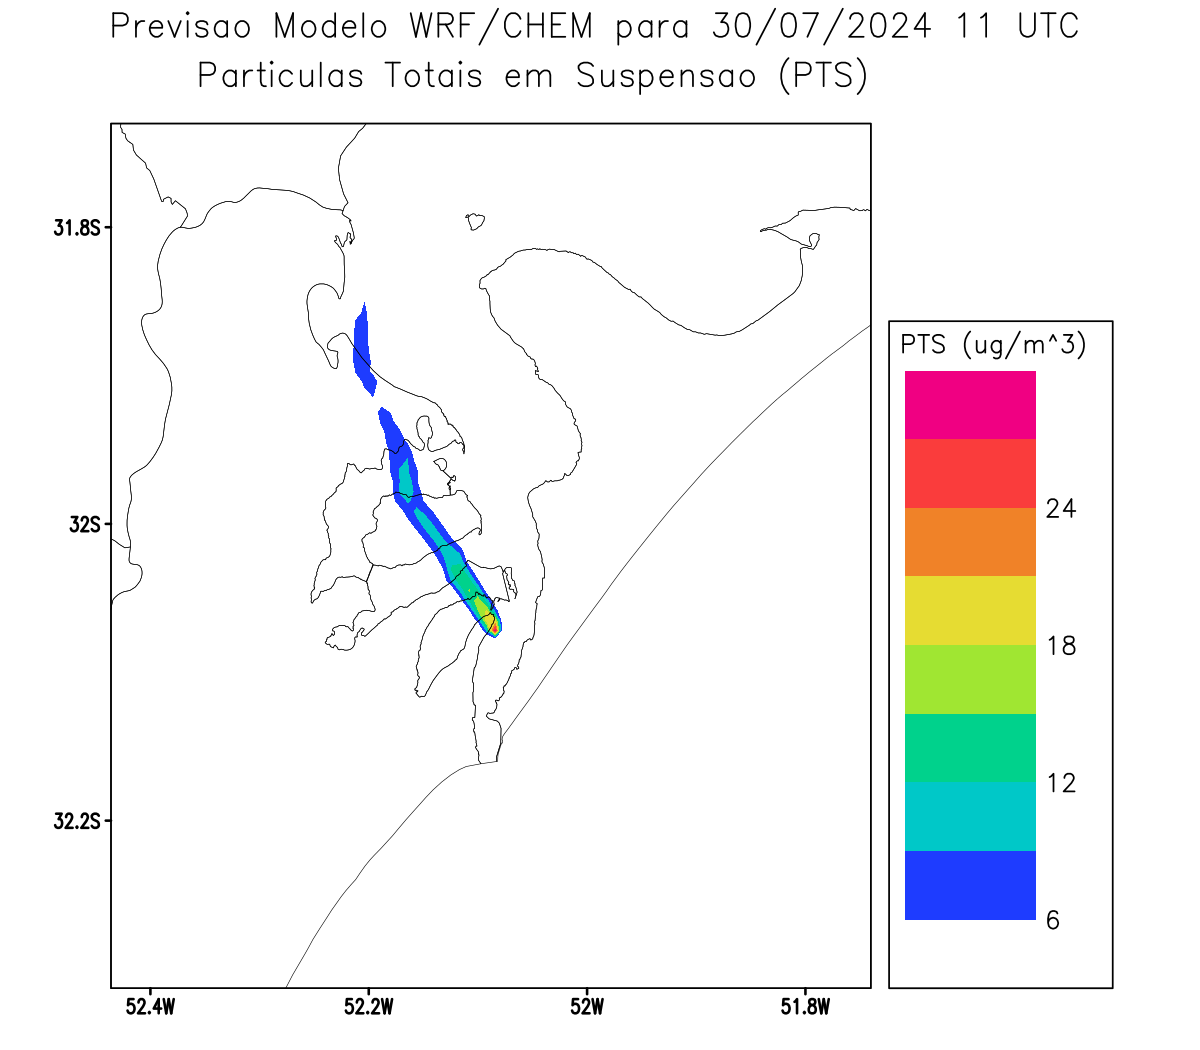 Previsao Modelo WRF/CHEM para 30/07/2024 11 UTC
Particulas Totais em Suspensao (PTS)
31.8S
32S
32.2S
52.4W
52.2W
52W
51.8W
PTS (ug/m^3)
24
18
12
6